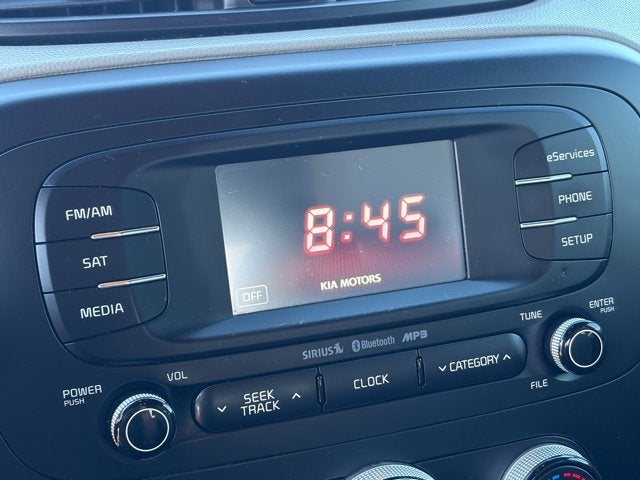 FM/AM
SAT
MEDIA
8:45
OFF
KIA MOTORS
eServices
PHONE
SETUP
SIRIUS Bluetooth MP3
TUNE
ENTER
PUSH
POWER
PUSH
VOL
SEEK
TRACK
CLOCK
CATEGORY
FILE